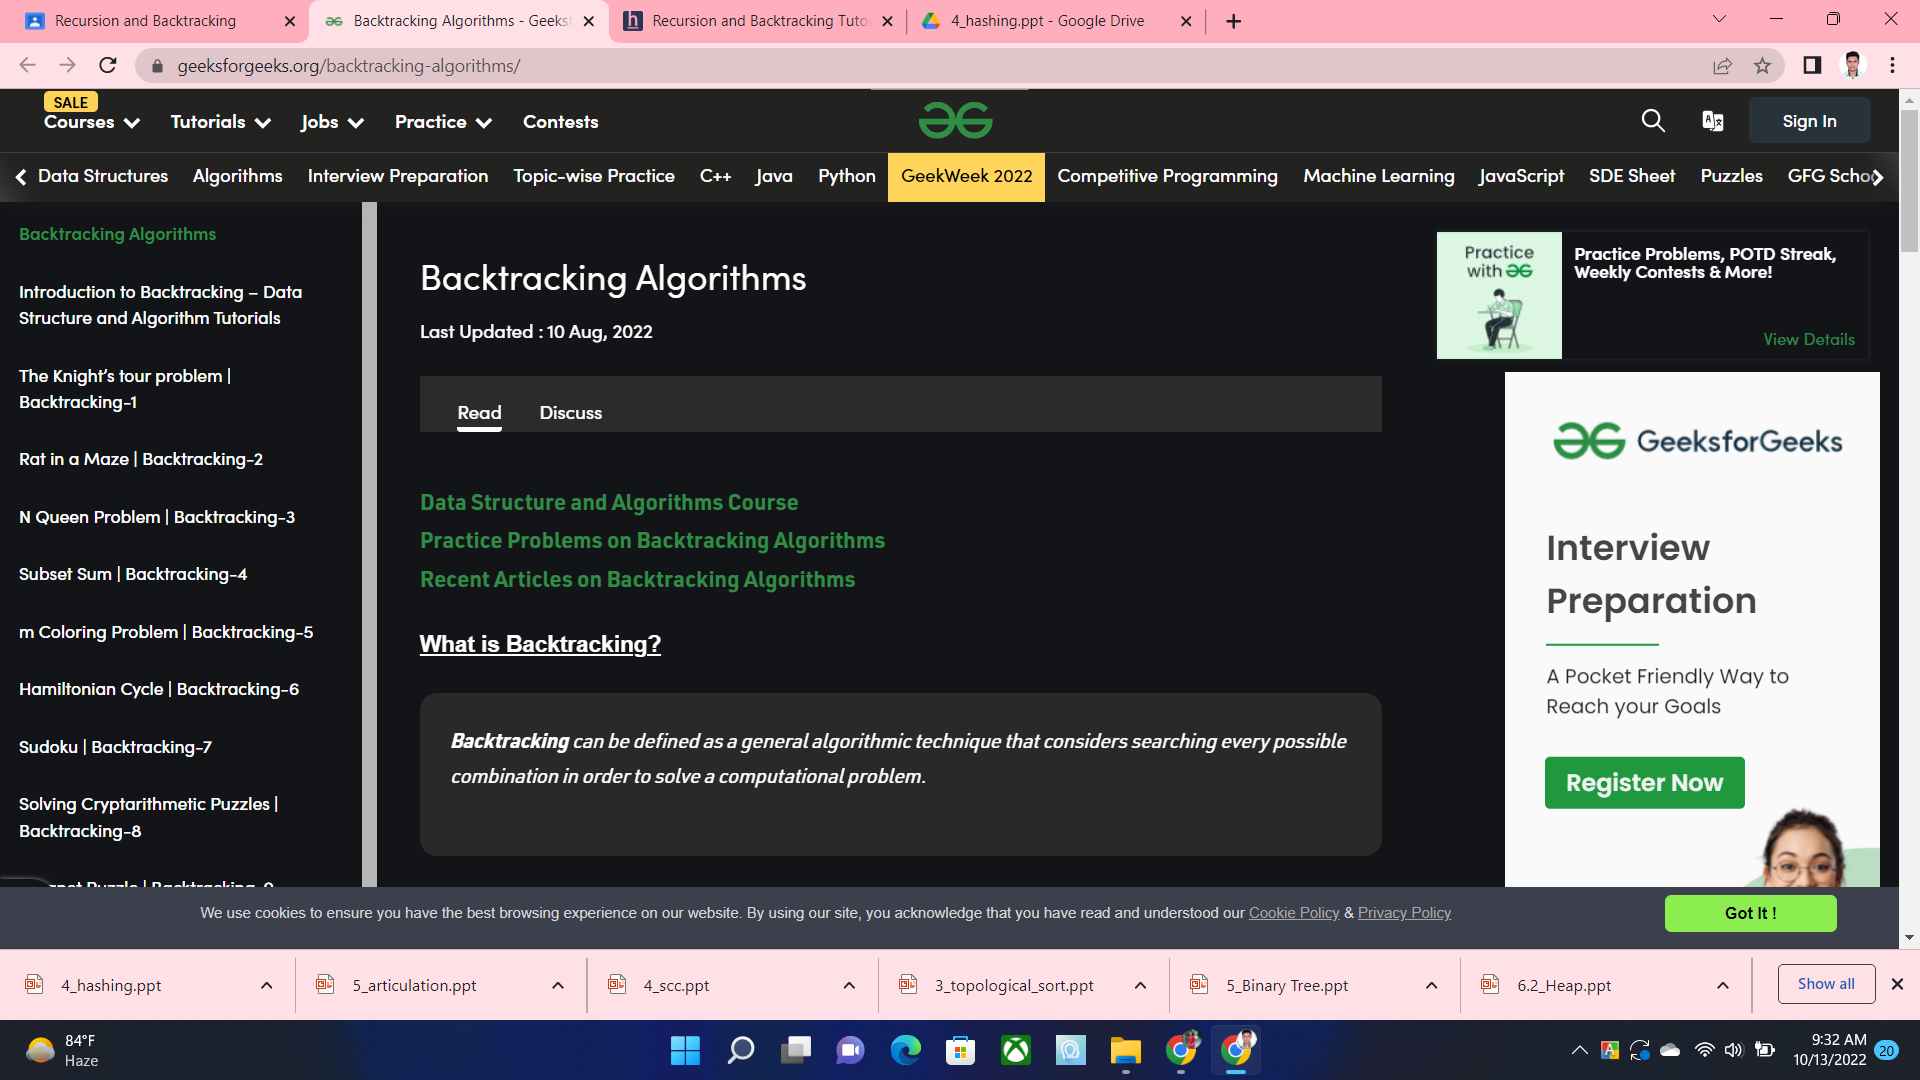 Recursion and Backtracking
Backtracking Algorithms - Geeks
Recursion and Backtracking Tuto
4_hashing.ppt - Google Drive
geeksforgeeks.org/backtracking-algorithms/
SALE
Courses
Tutorials
Jobs
Practice
Contests
Sign In
Data Structures
Algorithms
Interview Preparation
Topic-wise Practice
C++
Java
Python
GeekWeek 2022
Competitive Programming
Machine Learning
JavaScript
SDE Sheet
Puzzles
GFG Schoo
Backtracking Algorithms
Introduction to Backtracking – Data
Structure and Algorithm Tutorials
The Knight’s tour problem |
Backtracking-1
Rat in a Maze | Backtracking-2
N Queen Problem | Backtracking-3
Subset Sum | Backtracking-4
m Coloring Problem | Backtracking-5
Hamiltonian Cycle | Backtracking-6
Sudoku | Backtracking-7
Solving Cryptarithmetic Puzzles |
Backtracking-8
Puzzle | Backtracking-9
Backtracking Algorithms
Last Updated : 10 Aug, 2022
Read
Discuss
Data Structure and Algorithms Course
Practice Problems on Backtracking Algorithms
Recent Articles on Backtracking Algorithms
What is Backtracking?
Backtracking can be defined as a general algorithmic technique that considers searching every possible
combination in order to solve a computational problem.
Practice
with
Practice Problems, POTD Streak,
Weekly Contests & More!
View Details
GeeksforGeeks
Interview
Preparation
A Pocket Friendly Way to
Reach your Goals
Register Now
We use cookies to ensure you have the best browsing experience on our website. By using our site, you acknowledge that you have read and understood our Cookie Policy & Privacy Policy
Got It !
4_hashing.ppt
5_articulation.ppt
4_scc.ppt
3_topological_sort.ppt
5_Binary Tree.ppt
6.2_Heap.ppt
Show all
84°F
Haze
9:32 AM
10/13/2022
20